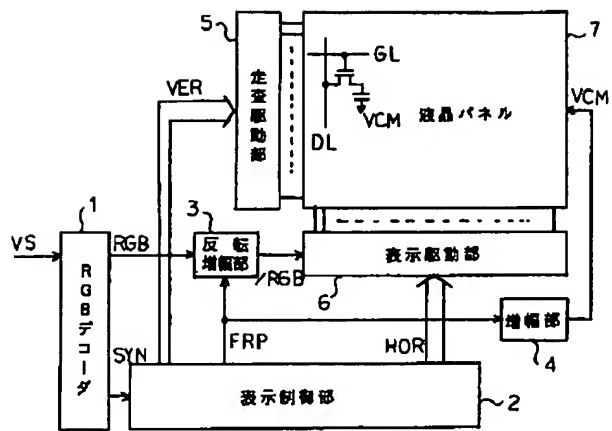 5
7
VER
走査駆動部
GL
VCM
液晶パネル
VCM
DL
1
3
VS
RGB
反転
増幅部
/RGB
表示駆動部
6
RGBデコーダ
増幅部
4
SYN
FRP
HOR
表示制御部
2